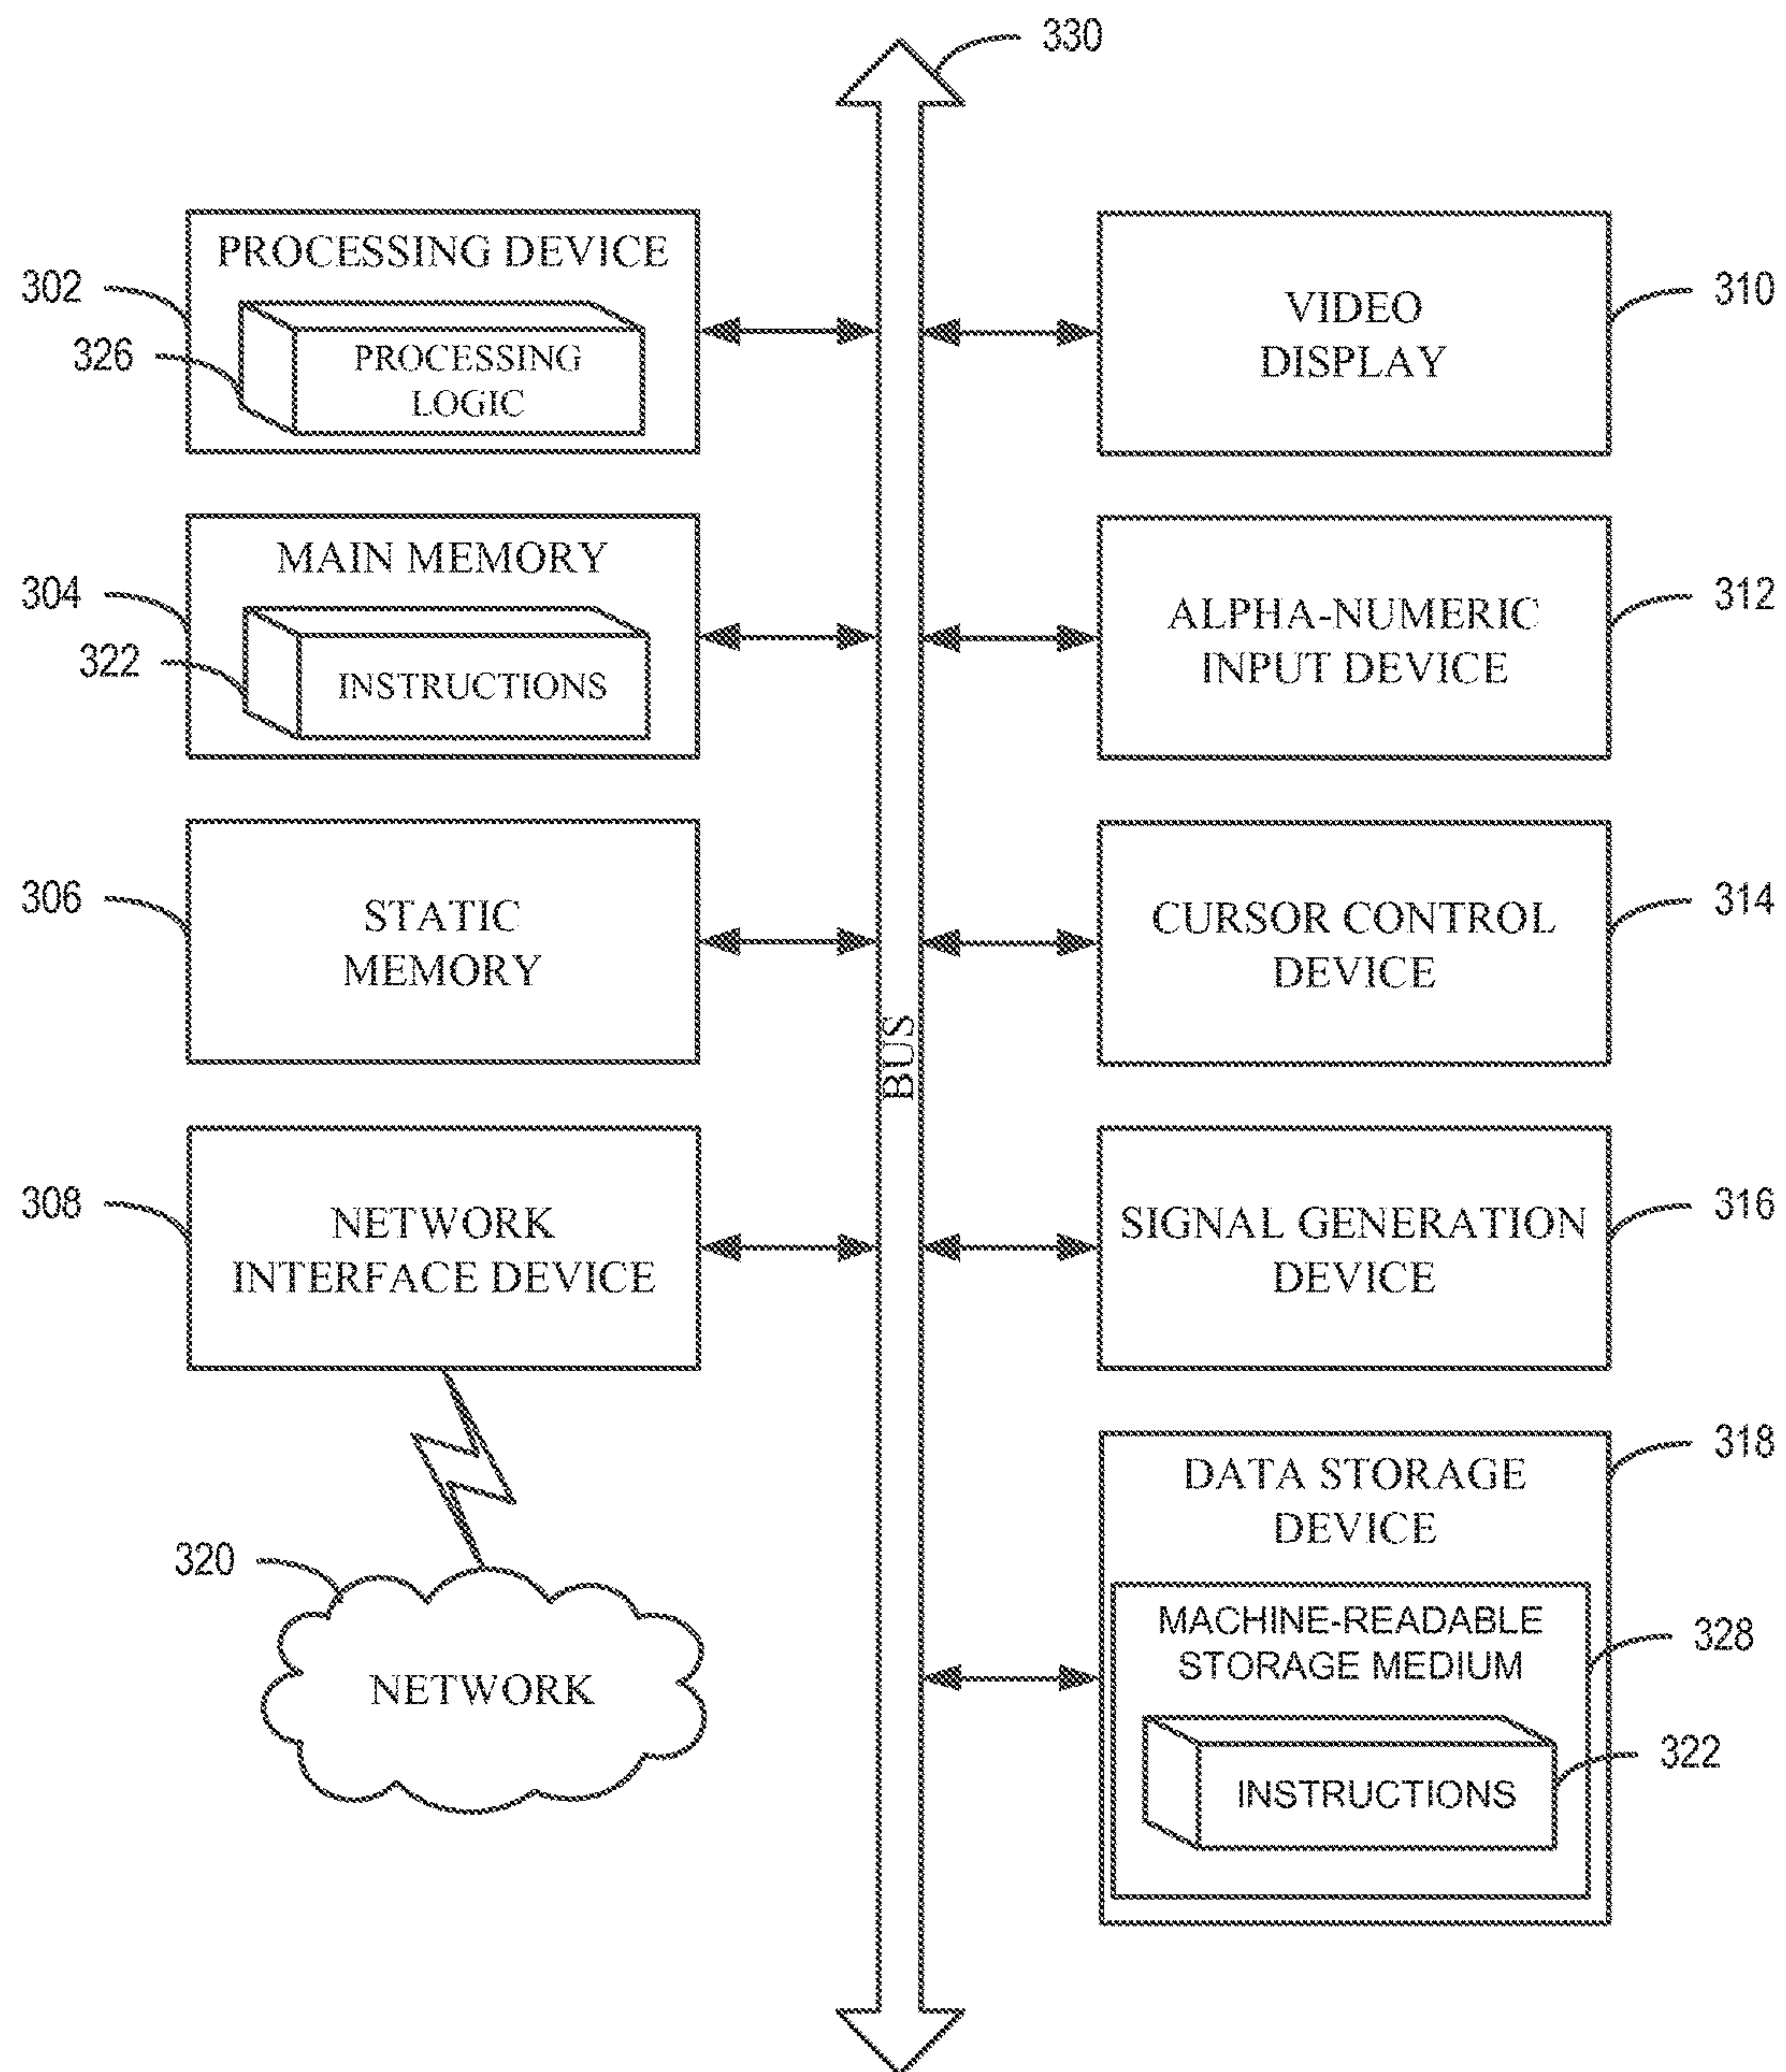 330
PROCESSING DEVICE
302
326
PROCESSING
LOGIC
VIDEO
DISPLAY
310
MAIN MEMORY
304
322
INSTRUCTIONS
ALPHA-NUMERIC
INPUT DEVICE
312
306
STATIC
MEMORY
CURSOR CONTROL
DEVICE
314
BUS
308
NETWORK
INTERFACE DEVICE
SIGNAL GENERATION
DEVICE
316
318
DATA STORAGE
DEVICE
320
NETWORK
MACHINE-READABLE
STORAGE MEDIUM
328
322
INSTRUCTIONS